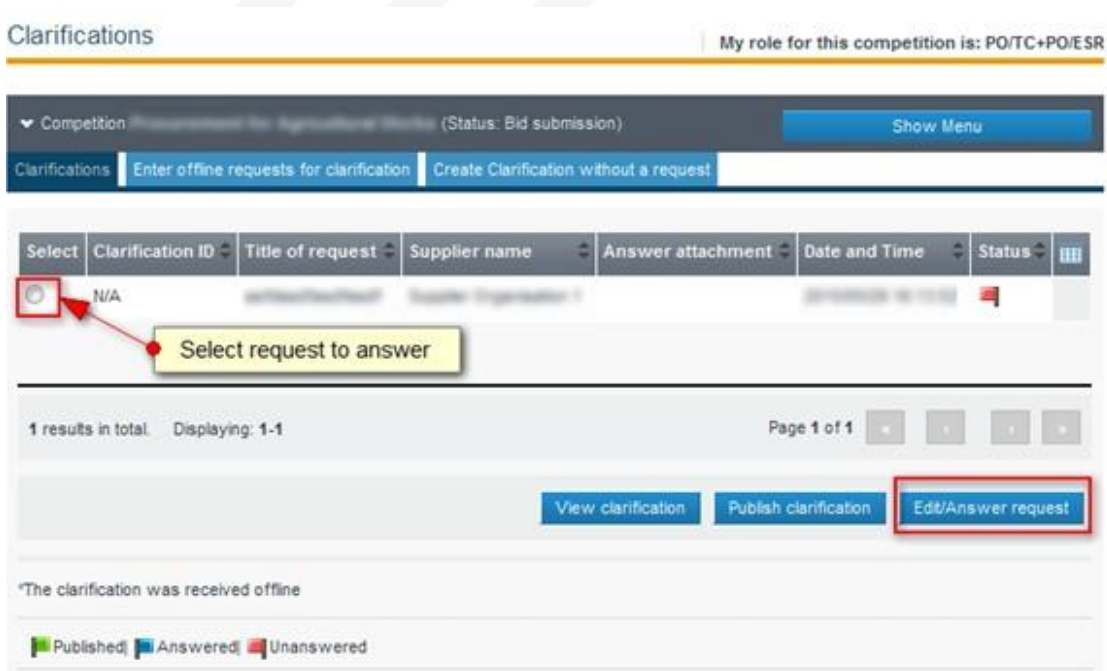 Clarifications
My role for this competition is: PO/TC+PO/ESR
Competition (Status: Bid submission)
Show Menu
Clarifications Enter offline requests for clarification Create Clarification without a request
Select Clarification ID Title of request Supplier name Answer attachment Date and Time Status
N/A
Select request to answer
1 results in total. Displaying: 1-1 Page 1 of 1
View clarification Publish clarification Edit/Answer request
*The clarification was received offline
Published| Answered| Unanswered